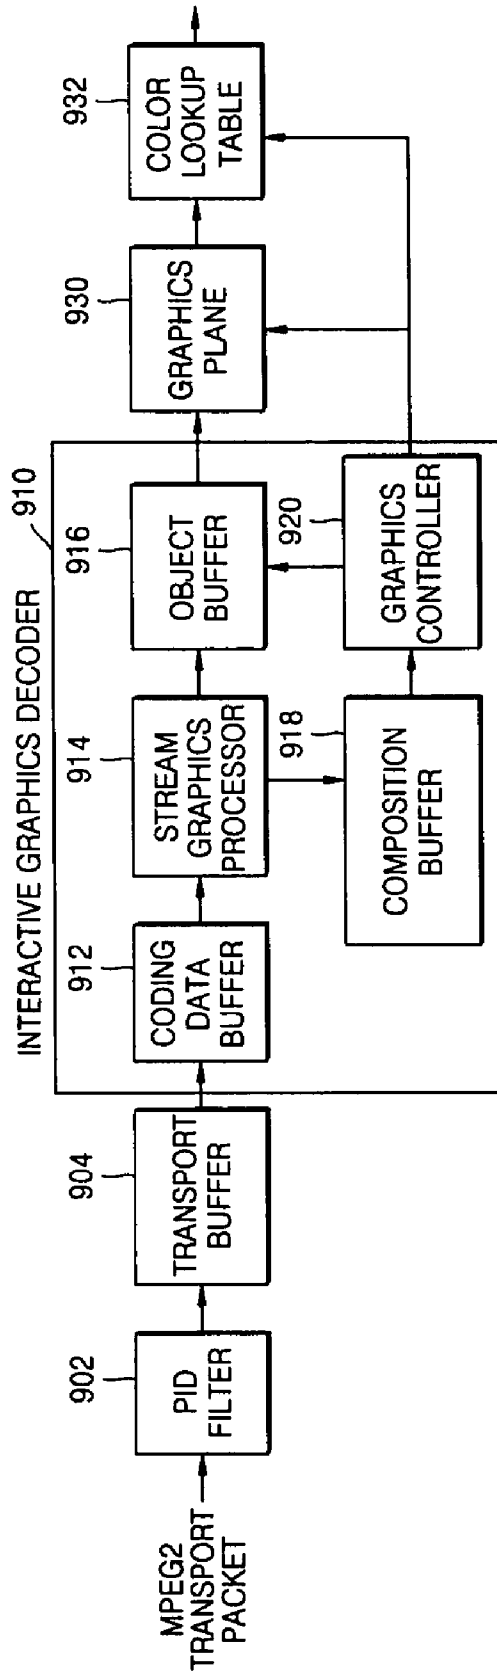 INTERACTIVE GRAPHICS DECODER
910
MPEG2
TRANSPORT
PACKET
902
PID
FILTER
904
TRANSPORT
BUFFER
912
CODING
DATA
BUFFER
914
STREAM
GRAPHICS
PROCESSOR
916
OBJECT
BUFFER
918
COMPOSITION
BUFFER
920
GRAPHICS
CONTROLLER
930
GRAPHICS
PLANE
932
COLOR
LOOKUP
TABLE